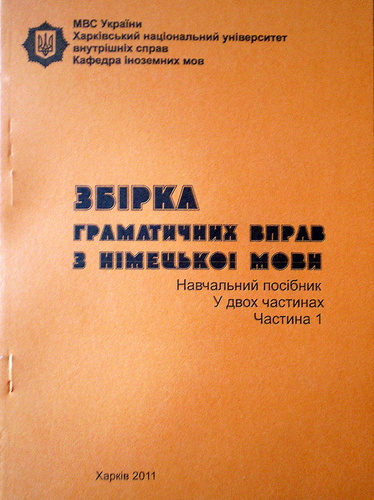 МВС України
Харківський національний університет
внутрішніх справ
Кафедра іноземних мов
ЗБІРКА
ГРАМАТИЧНИХ ВПРАВ
З НІМЕЦЬКОЇ МОВИ
Навчальний посібник
У двох частинах
Частина 1
Харків 2011